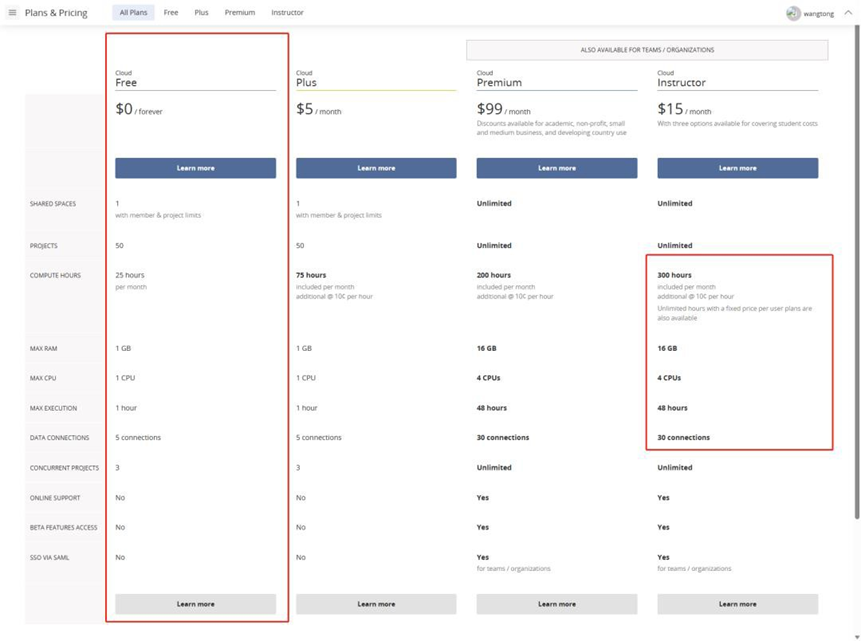 Plans & Pricing All Plans Free Plus Premium Instructor wangtong
ALSO AVAILABLE FOR TEAMS / ORGANIZATIONS
Cloud Cloud Cloud Cloud
Free Plus Premium Instructor
$0 / forever $5 / month $99 / month $15 / month
Discounts available for academic, non-profit, small With three options available for covering student costs
and medium business, and developing country use
Learn more Learn more Learn more Learn more
SHARED SPACES 1 1 Unlimited Unlimited
with member & project limits with member & project limits
PROJECTS 50 50 Unlimited Unlimited
COMPUTE HOURS 25 hours 75 hours 200 hours 300 hours
per month included per month included per month included per month
additional @ 10¢ per hour additional @ 10¢ per hour additional @ 10¢ per hour
Unlimited hours with a fixed price per user plans are
also available
MAX RAM 1 GB 1 GB 16 GB 16 GB
MAX CPU 1 CPU 1 CPU 4 CPUs 4 CPUs
MAX EXECUTION 1 hour 1 hour 48 hours 48 hours
DATA CONNECTIONS 5 connections 5 connections 30 connections 30 connections
CONCURRENT PROJECTS 3 3 Unlimited Unlimited
ONLINE SUPPORT No No Yes Yes
BETA FEATURES ACCESS No No Yes Yes
SSO VIA SAML No No Yes Yes
for teams / organizations for teams / organizations
Learn more Learn more Learn more Learn more